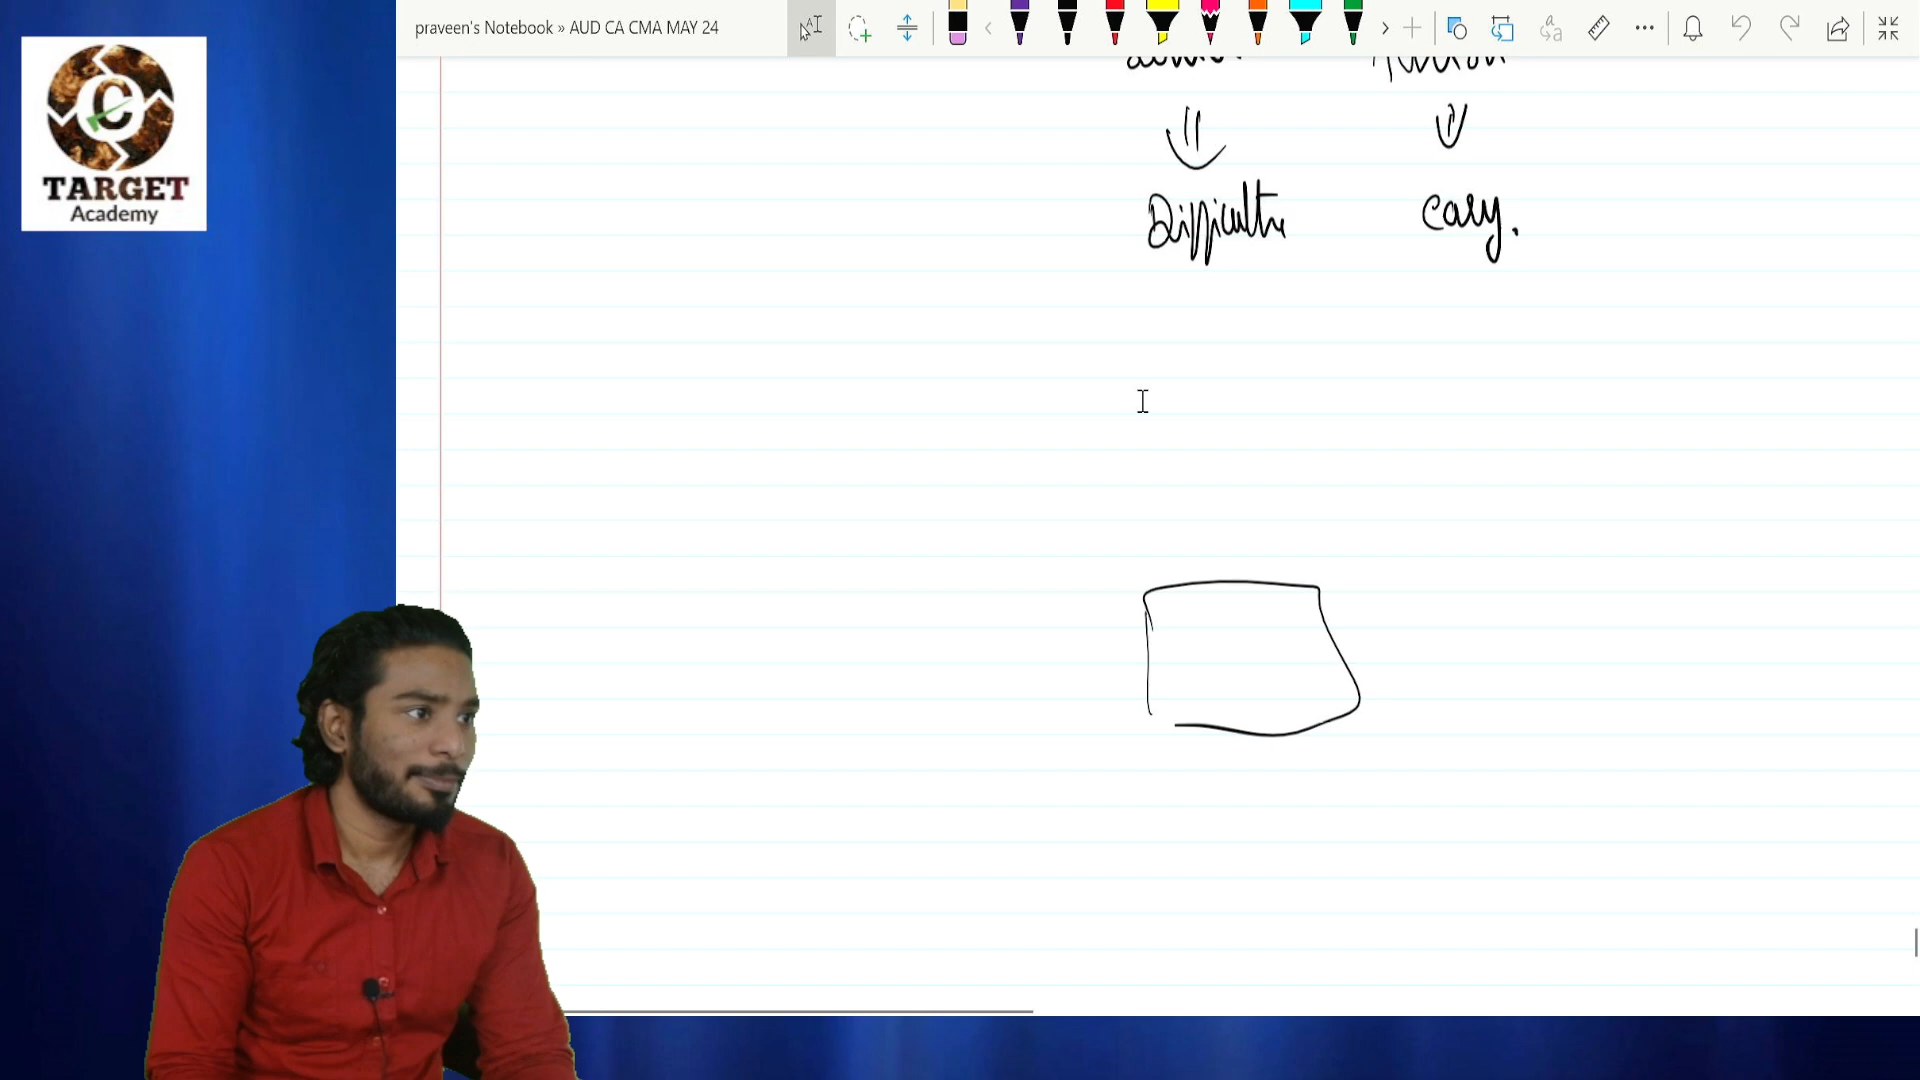 praveen's Notebook » AUD CA CMA MAY 24
TARGET
Academy
Difficulty easy.